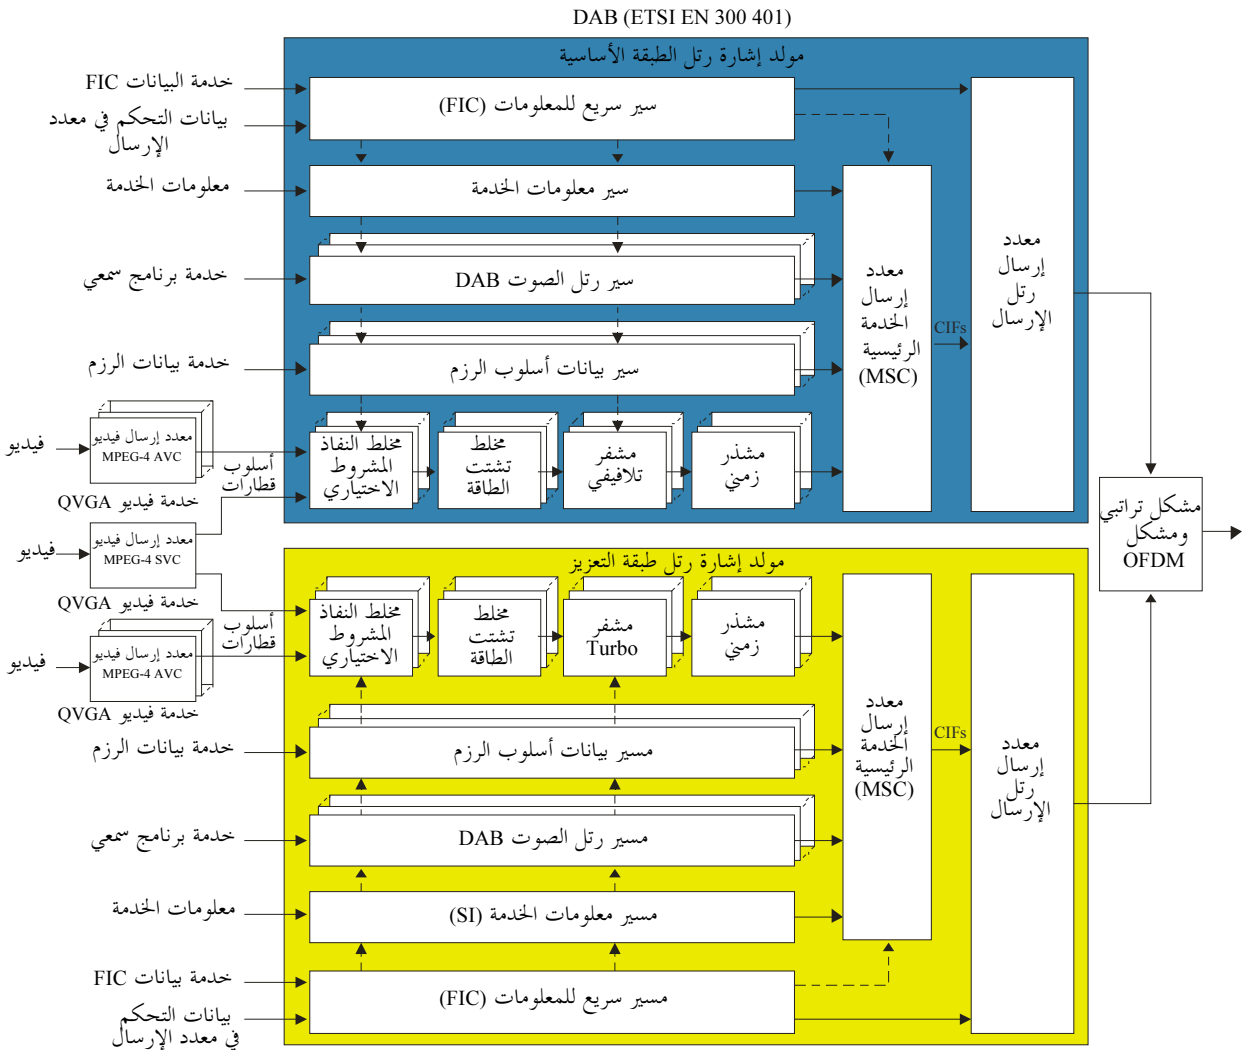 DAB (ETSI EN 300 401)
مولد إشارة رتل الطبقة الأساسية
خدمة البيانات FIC
بيانات التحكم في معدد
الإرسال
سير سريع للمعلومات (FIC)
معلومات الخدمة
سير معلومات الخدمة
خدمة برنامج سمعي
سير رتل الصوت DAB
خدمة بيانات الرزم
سير بيانات أسلوب الرزم
معدد
إرسال
الخدمة
الرئيسية
(MSC)
CIFs
معدد
إرسال
رتل
الإرسال
فيديو
معدد إرسال فيديو
MPEG-4 AVC
أسلوب
قطارات
خدمة فيديو QVGA
مخلط النفاذ
المشروط
الاختياري
مخلط
تشتت
الطاقة
مشفر
تلافيفي
مشذر
زمني
فيديو
معدد إرسال فيديو
MPEG-4 SVC
خدمة فيديو QVGA
مشكل تراتبي
ومشكل
OFDM
مولد إشارة رتل طبقة التعزيز
أسلوب
قطارات
فيديو
معدد إرسال فيديو
MPEG-4 AVC
خدمة فيديو QVGA
مخلط النفاذ
المشروط
الاختياري
مخلط
تشتت
الطاقة
مشفر
Turbo
مشذر
زمني
خدمة بيانات الرزم
مسير بيانات أسلوب الرزم
معدد
إرسال
الخدمة
الرئيسية
(MSC)
CIFs
معدد
إرسال
رتل
الإرسال
خدمة برنامج سمعي
مسير رتل الصوت DAB
معلومات الخدمة
مسير معلومات الخدمة (SI)
خدمة بيانات FIC
مسير سريع للمعلومات (FIC)
بيانات التحكم
في معدد الإرسال